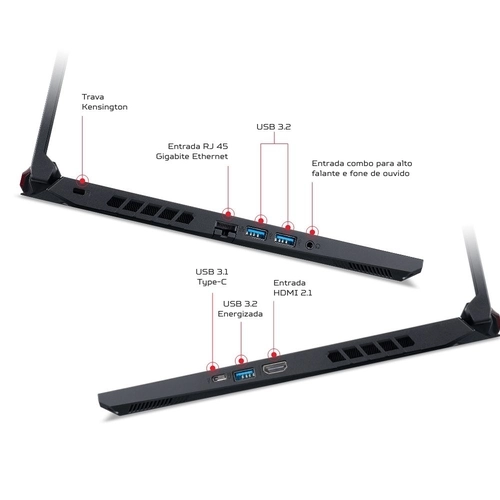 Trava
Kensington
Entrada RJ 45
Gigabite Ethernet
USB 3.2
Entrada combo para alto
falante e fone de ouvido
USB 3.1
Type-C
USB 3.2
Energizada
Entrada
HDMI 2.1